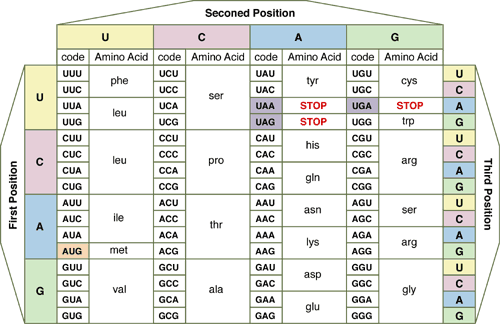 Seconed Position
U C A G
code Amino Acid code Amino Acid code Amino Acid code Amino Acid
First Position
Third Position
U
UUU phe UCU ser UAU tyr UGU cys U
UUC UCC UAC UGC C
UUA leu UCA UAA STOP UGA STOP A
UUG UCG UAG STOP UGG trp G
C
CUU leu CCU pro CAU his CGU arg U
CUC CCC CAC CGC C
CUA CCA CAA gln CGA A
CUG CCG CAG CGG G
A
AUU ile ACU thr AAU asn AGU ser U
AUC ACC AAC AGC C
AUA ACA AAA lys AGA arg A
AUG met ACG AAG AGG G
G
GUU val GCU ala GAU asp GGU gly U
GUC GCC GAC GGC C
GUA GCA GAA glu GGA A
GUG GCG GAG GGG G